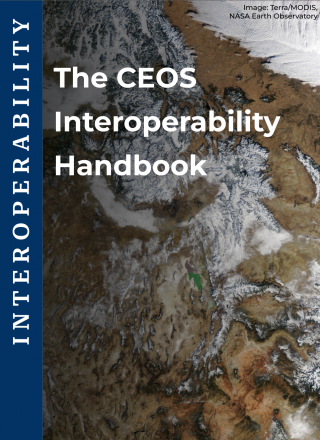 Image: Terra/MODIS,
NASA Earth Observatory
INTEROPERABILITY
The CEOS
Interoperability
Handbook